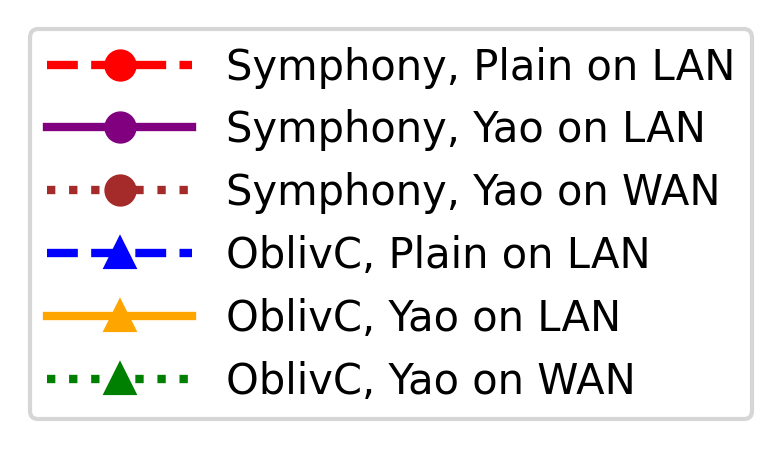 Symphony, Plain on LAN
Symphony, Yao on LAN
Symphony, Yao on WAN
OblivC, Plain on LAN
OblivC, Yao on LAN
OblivC, Yao on WAN